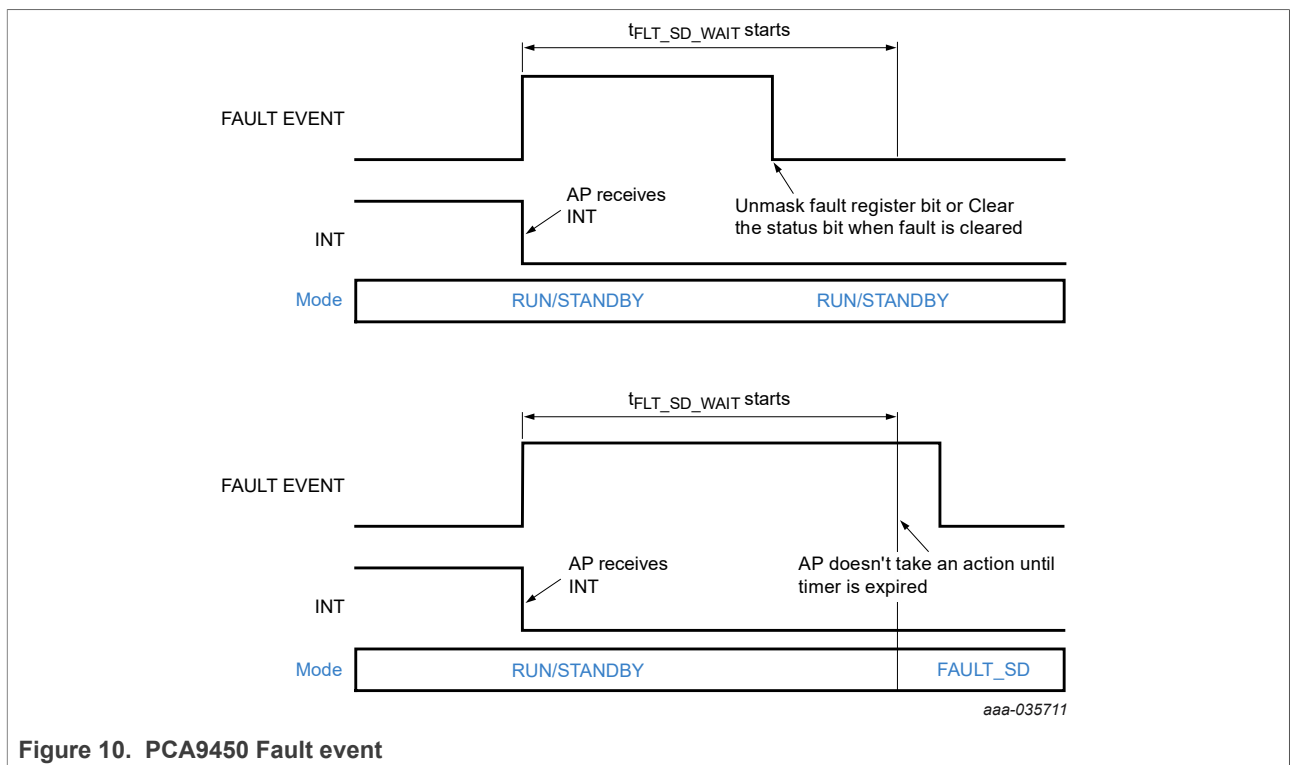 tFLT_SD_WAIT starts
FAULT EVENT
AP receives
INT
Unmask fault register bit or Clear
the status bit when fault is cleared
INT
Mode
RUN/STANDBY
RUN/STANDBY
tFLT_SD_WAIT starts
FAULT EVENT
AP receives
INT
AP doesn't take an action until
timer is expired
INT
Mode
RUN/STANDBY
FAULT_SD
aaa-035711
Figure 10. PCA9450 Fault event